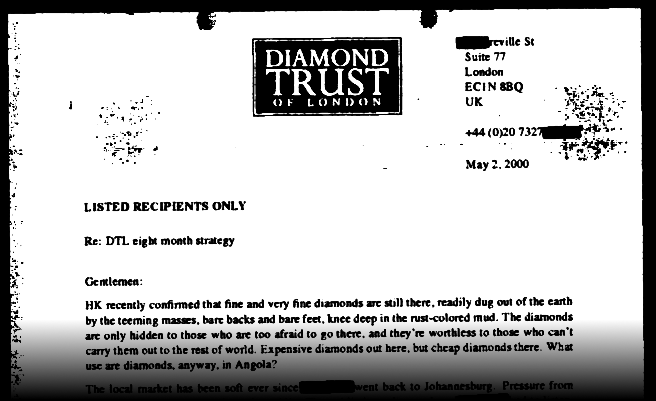 DIAMOND
TRUST
OF LONDON
reville St
Suite 77
London
EC1N 8BQ
UK
+44 (0)20 7327
May 2, 2000
LISTED RECIPIENTS ONLY
Re: DTL eight month strategy
Gentlemen:
HK recently confirmed that fine and very fine diamonds are still there, readily dug out of the earth
by the teeming masses, bare backs and bare feet, knee deep in the rust-colored mud. The diamonds
are only hidden to those who are too afraid to go there, and they're worthless to those who can't
carry them out to the rest of world. Expensive diamonds out here, but cheap diamonds there. What
use are diamonds, anyway, in Angola?
The local market has been soft ever since went back to Johannesburg. Pressure from